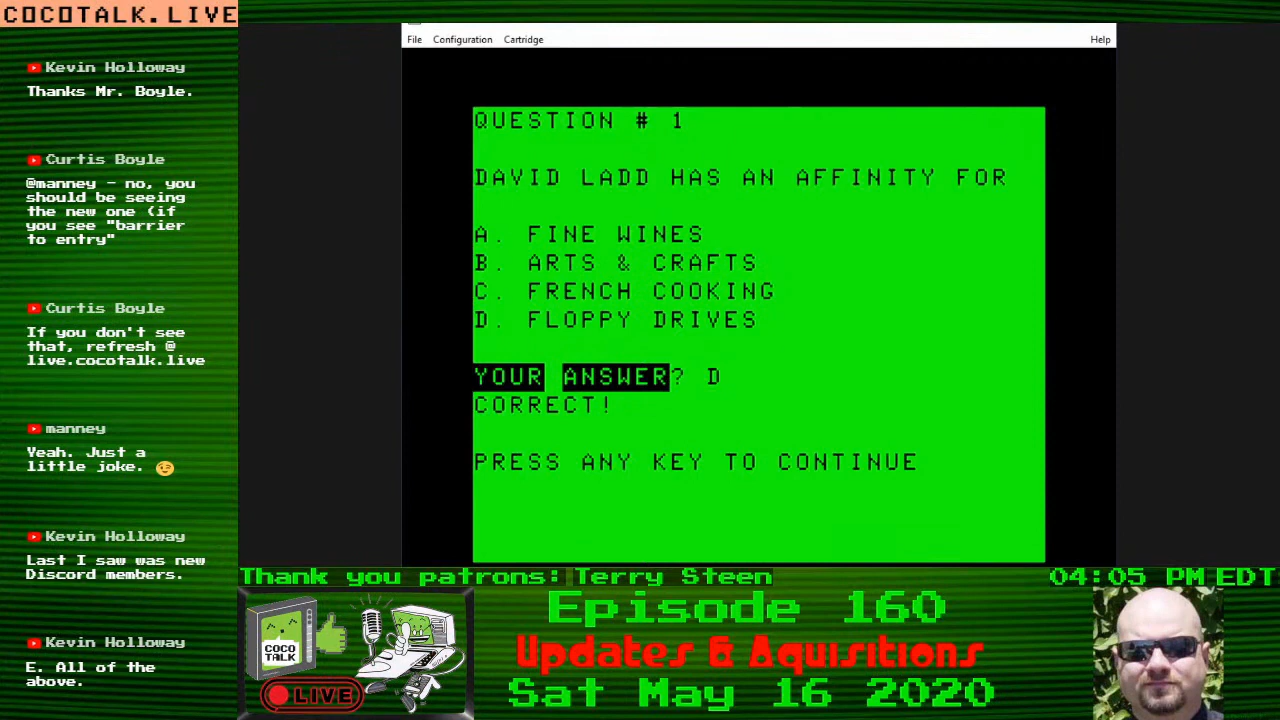 COCOTALK.LIVE
Kevin Holloway
Thanks Mr. Boyle.
Curtis Boyle
@manney - no, you
should be seeing
the new one (if
you see "barrier
to entry"
Curtis Boyle
If you don't see
that, refresh @
live.cocotalk.live
manney
Yeah. Just a
little joke. 😉
Kevin Holloway
Last I saw was new
Discord members.
Kevin Holloway
E. All of the
above.
File Configuration Cartridge Help
QUESTION # 1
DAVID LADD HAS AN AFFINITY FOR
A. FINE WINES
B. ARTS & CRAFTS
C. FRENCH COOKING
D. FLOPPY DRIVES
YOUR ANSWER? D
CORRECT!
PRESS ANY KEY TO CONTINUE
Thank you patrons: Terry Steen 04:05 PM EDT
COCO
TALK
LIVE
Episode 160
Updates & Aquisitions
Sat May 16 2020